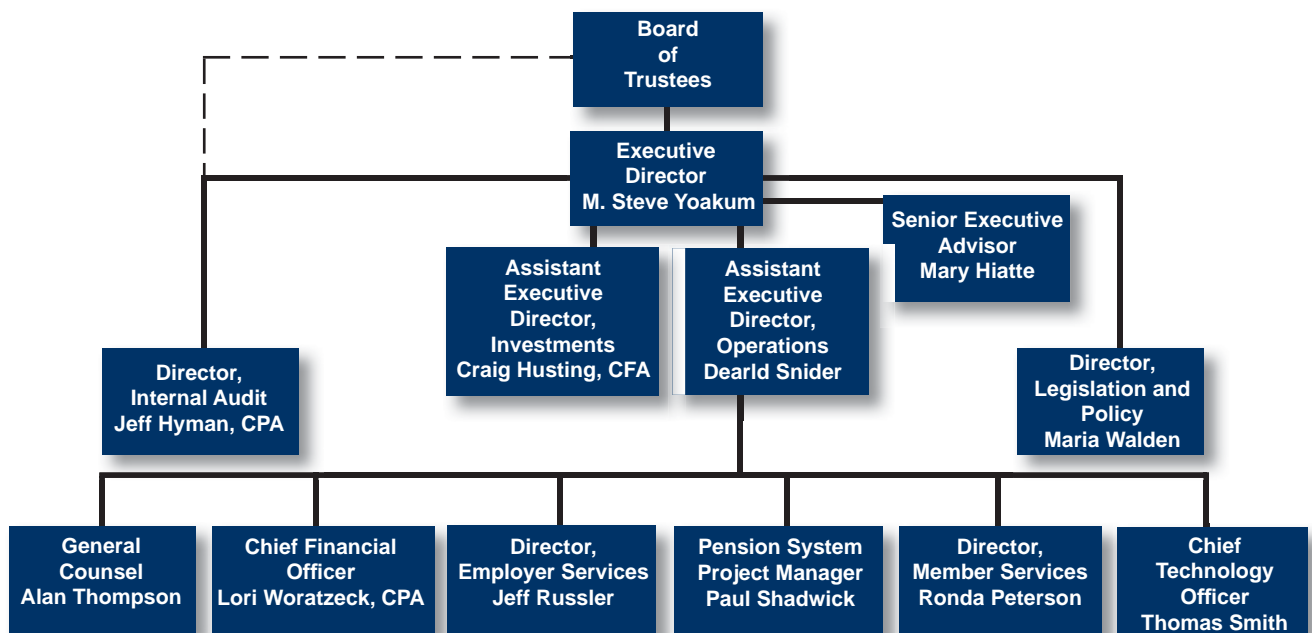 Board
of
Trustees
Executive
Director
M. Steve Yoakum
Senior Executive
Advisor
Mary Hiatte
Assistant
Executive
Director,
Investments
Craig Husting, CFA
Assistant
Executive
Director,
Operations
Dearld Snider
Director,
Internal Audit
Jeff Hyman, CPA
Director,
Legislation and
Policy
Maria Walden
General
Counsel
Alan Thompson
Chief Financial
Officer
Lori Woratzeck, CPA
Director,
Employer Services
Jeff Russler
Pension System
Project Manager
Paul Shadwick
Director,
Member Services
Ronda Peterson
Chief
Technology
Officer
Thomas Smith